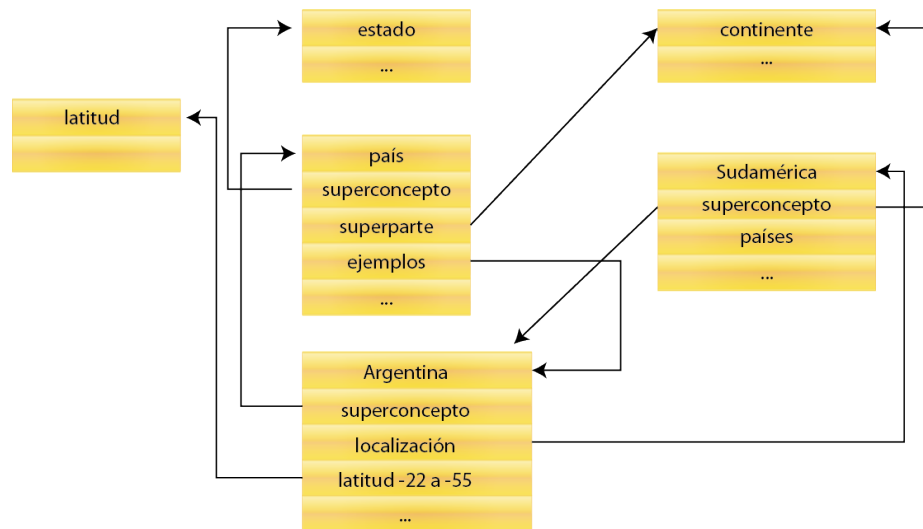 estado
...
continente
...
latitud
país
superconcepto
superparte
ejemplos
...
Sudamérica
superconcepto
países
...
Argentina
superconcepto
localización
latitud -22 a -55
...